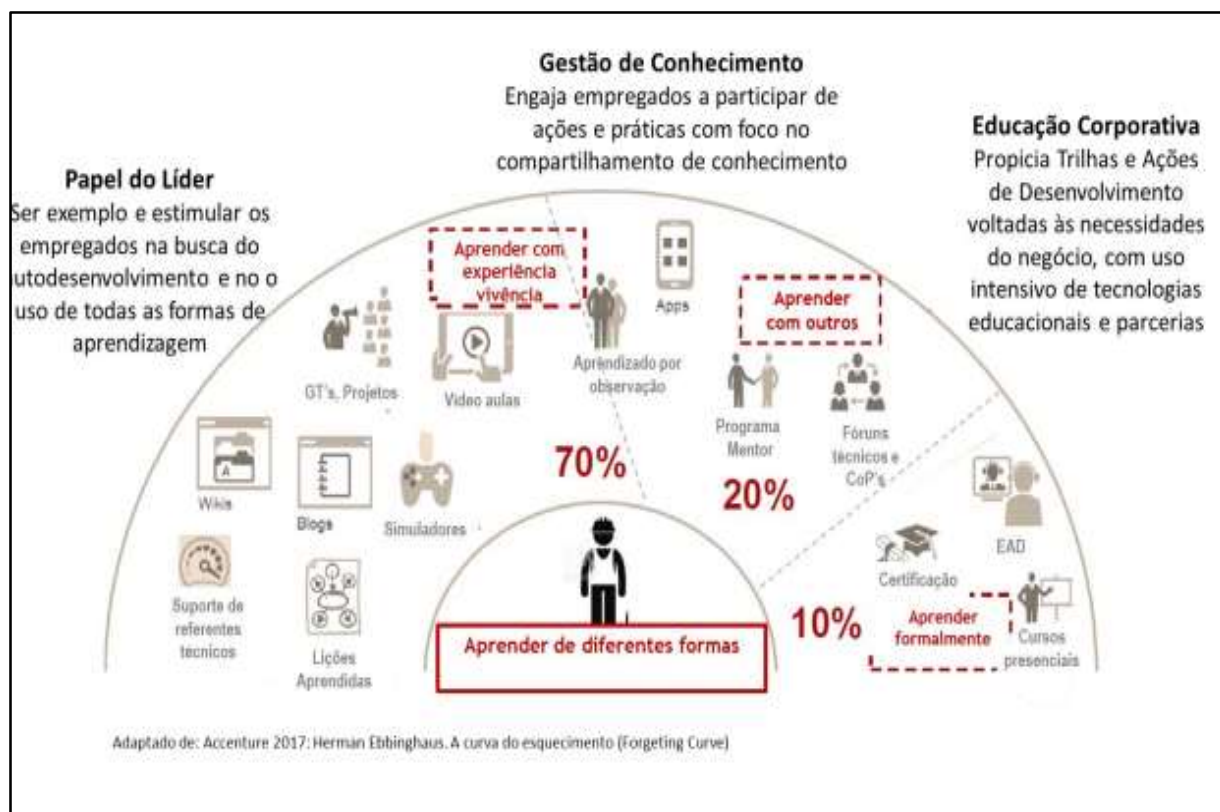 Gestão de Conhecimento
Engaja empregados a participar de
ações e práticas com foco no
compartilhamento de conhecimento
Educação Corporativa
Propicia Trilhas e Ações
de Desenvolvimento
voltadas às necessidades
do negócio, com uso
intensivo de tecnologias
educacionais e parcerias
Papel do Líder
Ser exemplo e estimular os
empregados na busca do
utodesenvolvimento e no o
uso de todas as formas de
aprendizagem
Aprender com
experiência
vivência
Apps
Aprender
com outros
GT's, Projetos
Video aulas
Aprendizado por
observação
Programa
Mentor
Fóruns
técnicos e
CoP's
70%
20%
Wikis
A
Blogs
Simuladores
EAD
Certificação
Suporte de
referentes
técnicos
Lições
Aprendidas
Aprender de diferentes formas
10%
Aprender
formalmente
Cursos
presenciais
Adaptado de: Accenture 2017: Herman Ebbinghaus. A curva do esquecimento (Forgeting Curve)